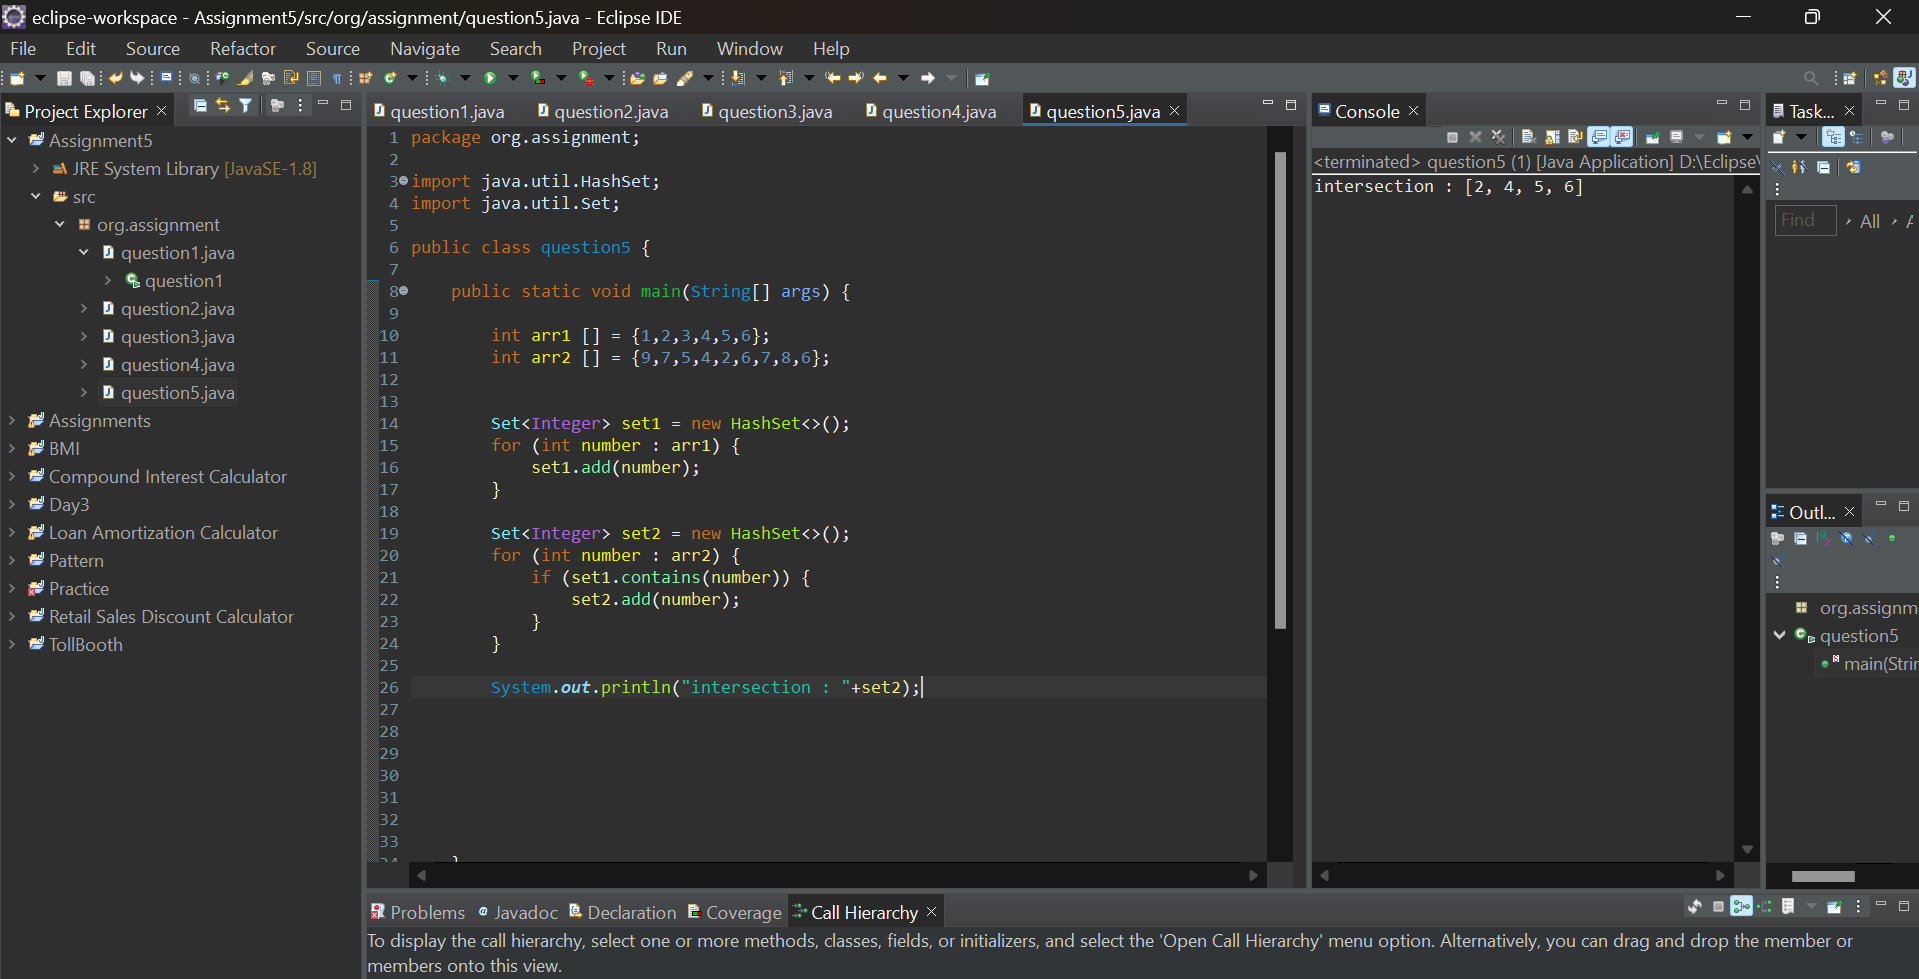 eclipse-workspace - Assignment5/src/org/assignment/question5.java - Eclipse IDE
File Edit Source Refactor Source Navigate Search Project Run Window Help
Project Explorer
Assignment5
JRE System Library [JavaSE-1.8]
src
org.assignment
question1.java
question1
question2.java
question3.java
question4.java
question5.java
Assignments
BMI
Compound Interest Calculator
Day3
Loan Amortization Calculator
Pattern
Practice
Retail Sales Discount Calculator
TollBooth
question1.java question2.java question3.java question4.java question5.java
1 package org.assignment;
2
3 import java.util.HashSet;
4 import java.util.Set;
5
6 public class question5 {
7
8 public static void main(String[] args) {
9
10 int arr1 [] = {1,2,3,4,5,6};
11 int arr2 [] = {9,7,5,4,2,6,7,8,6};
12
13
14 Set<Integer> set1 = new HashSet<>();
15 for (int number : arr1) {
16 set1.add(number);
17 }
18
19 Set<Integer> set2 = new HashSet<>();
20 for (int number : arr2) {
21 if (set1.contains(number)) {
22 set2.add(number);
23 }
24 }
25
26 System.out.println("intersection : "+set2);
27
28
29
30
31
32
33
Console
<terminated> question5 (1) [Java Application] D:\Eclipse\
intersection : [2, 4, 5, 6]
Task...
Find All
Outl...
org.assignm
question5
main(Strin
Problems Javadoc Declaration Coverage Call Hierarchy
To display the call hierarchy, select one or more methods, classes, fields, or initializers, and select the 'Open Call Hierarchy' menu option. Alternatively, you can drag and drop the member or
members onto this view.